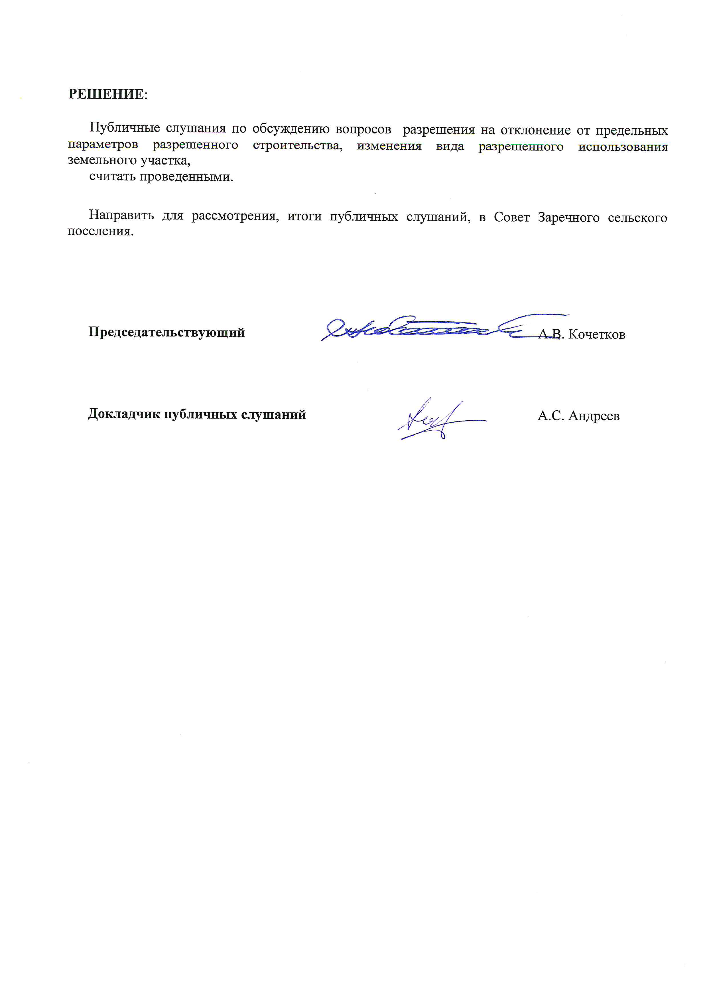 РЕШЕНИЕ:
Публичные слушания по обсуждению вопросов разрешения на отклонение от предельных
параметров разрешенного строительства, изменения вида разрешенного использования
земельного участка,
считать проведенными.
Направить для рассмотрения, итоги публичных слушаний, в Совет Заречного сельского
поселения.
Председательствующий А.В. Кочетков
Докладчик публичных слушаний А.С. Андреев